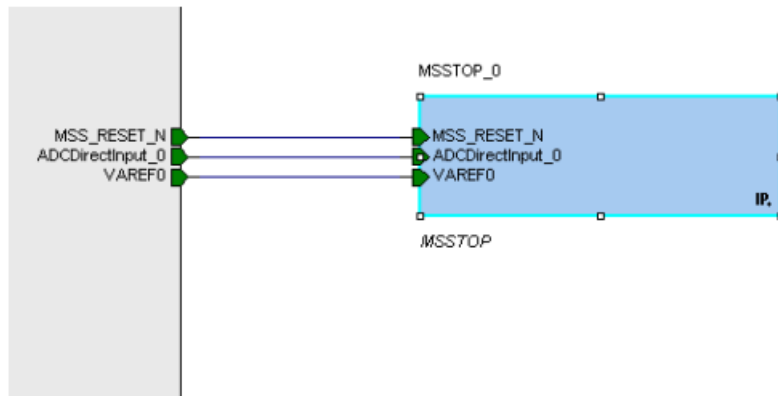 MSSTOP_0
MSS_RESET_N
ADCDirectInput_0
VAREF0
MSS_RESET_N
ADCDirectInput_0
VAREF0
IP.
MSSTOP